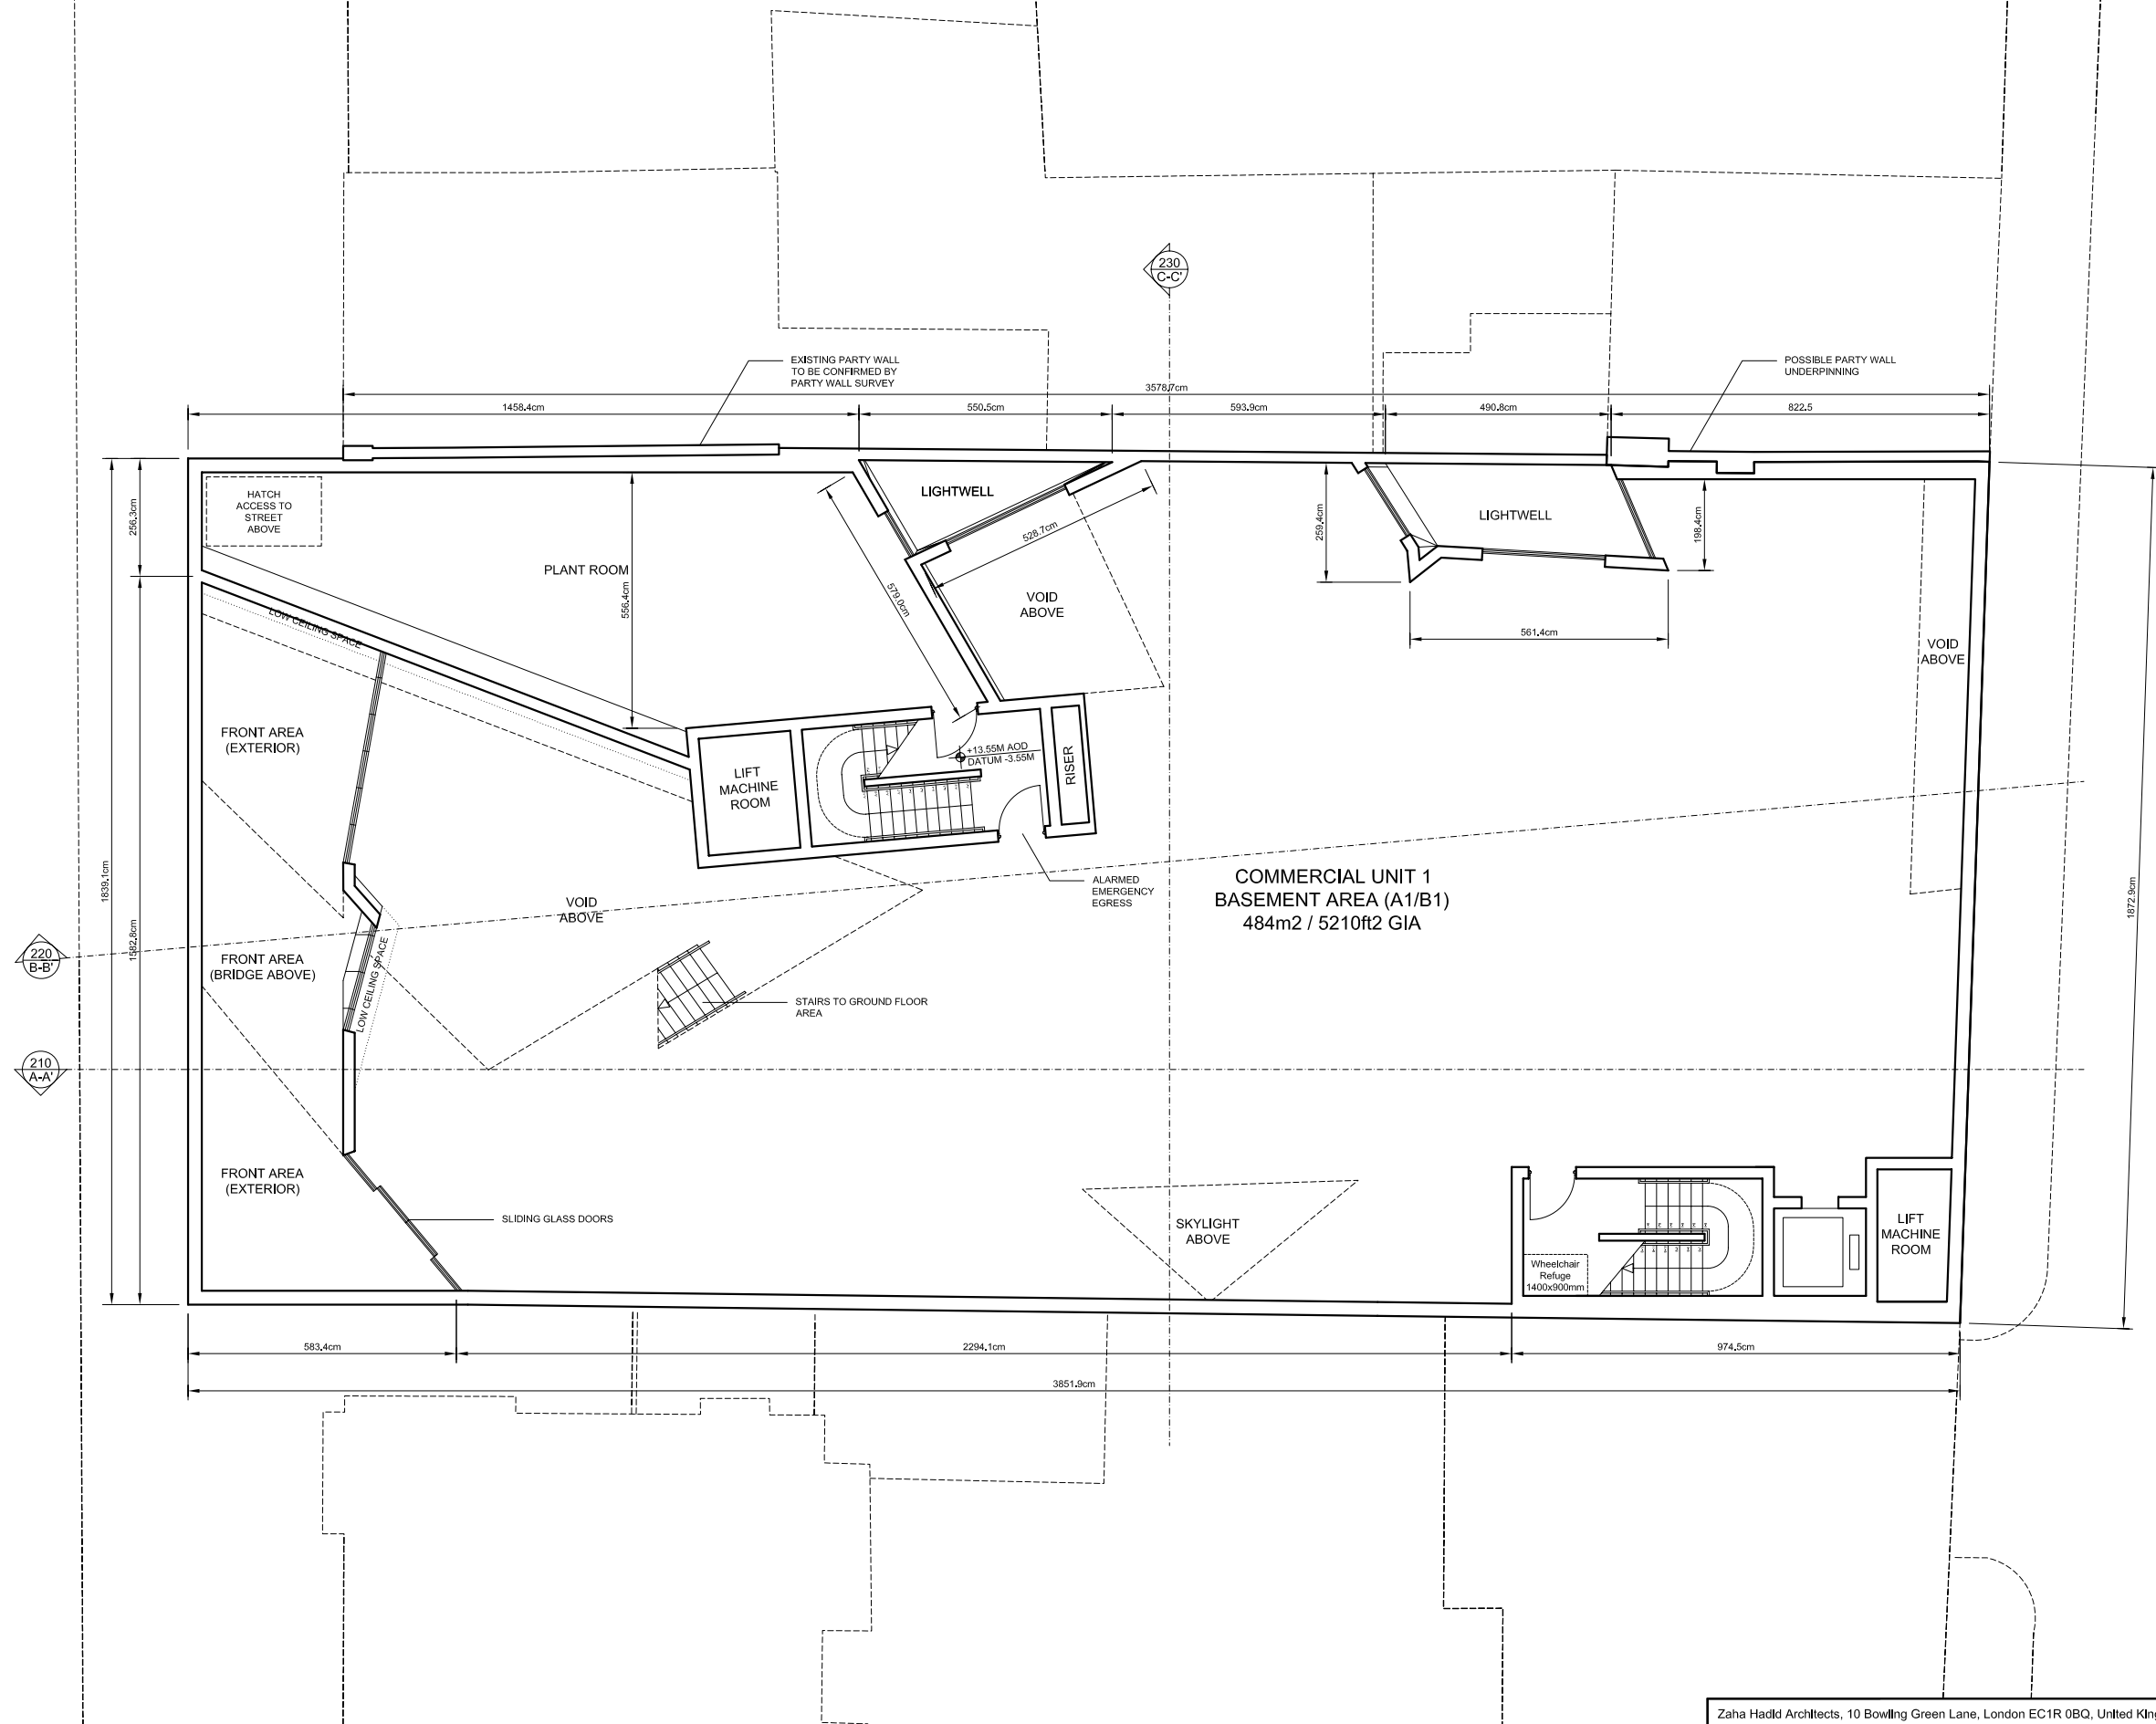 230
C-C'
EXISTING PARTY WALL
TO BE CONFIRMED BY
PARTY WALL SURVEY
POSSIBLE PARTY WALL
UNDERPINNING
3578.7cm
1458.4cm
550.5cm
593.9cm
490.8cm
822.5
HATCH
ACCESS TO
STREET
ABOVE
256.3cm
LIGHTWELL
LIGHTWELL
528.7cm
259.4cm
198.4cm
PLANT ROOM
556.4cm
579.0cm
VOID
ABOVE
561.4cm
LOW CEILING SPACE
VOID
ABOVE
FRONT AREA
(EXTERIOR)
LIFT
MACHINE
ROOM
+13.55M AOD
DATUM -3.55M
RISER
1839.1cm
1582.8cm
1872.9cm
ALARMED
EMERGENCY
EGRESS
COMMERCIAL UNIT 1
BASEMENT AREA (A1/B1)
484m2 / 5210ft2 GIA
VOID
ABOVE
220
B-B'
FRONT AREA
(BRIDGE ABOVE)
LOW CEILING SPACE
STAIRS TO GROUND FLOOR
AREA
210
A-A'
FRONT AREA
(EXTERIOR)
SLIDING GLASS DOORS
SKYLIGHT
ABOVE
LIFT
MACHINE
ROOM
Wheelchair
Refuge
1400x900mm
583.4cm
2294.1cm
974.5cm
3851.9cm
Zaha Hadid Architects, 10 Bowling Green Lane, London EC1R 0BQ, United